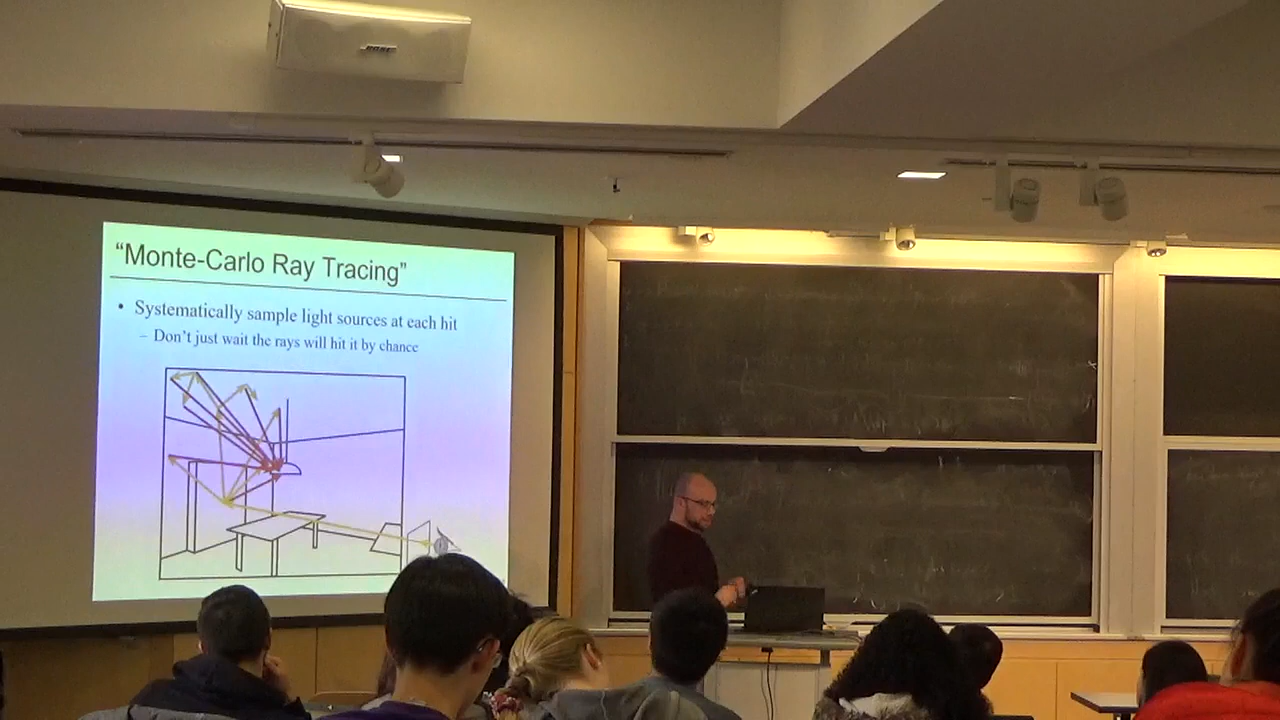 BOSE
“Monte-Carlo Ray Tracing”
• Systematically sample light sources at each hit
– Don’t just wait the rays will hit it by chance